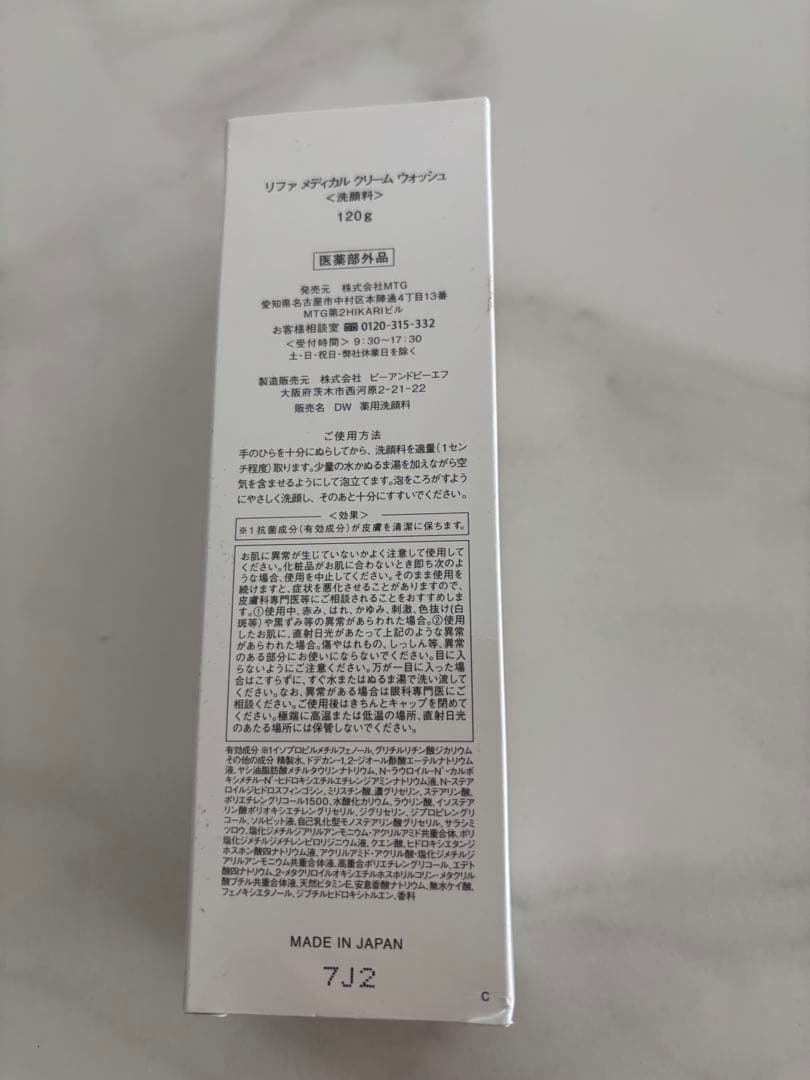 リファ メディカル クリーム ウォッシュ
＜洗顔料＞
120g
医薬部外品
発売元　株式会社MTG
愛知県名古屋市中村区本陣通4丁目13番
MTG第2HIKARIビル
お客様相談室 0120-315-332
＜受付時間＞ 9:30～17:30
土・日・祝日・弊社休業日を除く
製造販売元　株式会社　ピーアンドピーエフ
大阪府茨木市西河原2-21-22
販売名　DW　薬用洗顔料
ご使用方法
手のひらを十分にぬらしてから、洗顔料を適量（1セン
チ程度）取ります。少量の水かぬるま湯を加えながら空
気を含ませるようにして泡立てます。泡をころがすよう
にやさしく洗顔し、そのあと十分にすすいでください。
＜効果＞
※1抗菌成分（有効成分）が皮膚を清潔に保ちます。
お肌に異常が生じていないかよく注意して使用して
ください。化粧品がお肌に合わないとき即ち次のよ
うな場合、使用を中止してください。そのまま使用を
続けますと、症状を悪化させることがありますので、
皮膚科専門医等にご相談されることをおすすめしま
す。①使用中、赤み、はれ、かゆみ、刺激、色抜け（白
斑等）や黒ずみ等の異常があらわれた場合。②使用
したお肌に、直射日光があたって上記のような異常
があらわれた場合。傷やはれもの、しっしん等、異常
のある部分にお使いにならないでください。目に入
らないようにご注意ください。万が一目に入った場
合はこすらずに、すぐ水またはぬるま湯で洗い流して
ください。なお、異常がある場合は眼科専門医にご
相談ください。ご使用後はきちんとキャップを閉めて
ください。極端に高温または低温の場所、直射日光
のあたる場所には保管しないでください。
有効成分 ※1イソプロピルメチルフェノール、グリチルリチン酸ジカリウム
その他の成分 精製水、ドデカン-1,2-ジオール酢酸エーテルナトリウム
液、ヤシ油脂肪酸メチルタウリンナトリウム、N-ラウロイル-N'-カルボ
キシメチル-N'-ヒドロキシエチルエチレンジアミンナトリウム液、N-ステア
ロイルジヒドロスフィンゴシン、ミリスチン酸、濃グリセリン、ステアリン酸、
ポリエチレングリコール1500、水酸化カリウム、ラウリン酸、イソステア
リン酸ポリオキシエチレングリセリル、ジグリセリン、ジプロピレングリ
コール、ソルビット液、自己乳化型モノステアリン酸グリセリル、サラシミ
ツロウ、塩化ジメチルジアリルアンモニウム・アクリルアミド共重合体、ポリ
塩化ジメチルジメチレンピロリジニウム液、クエン酸、ヒドロキシエタンジ
ホスホン酸四ナトリウム液、アクリルアミド・アクリル酸・塩化ジメチルジ
アリルアンモニウム共重合体液、高重合ポリエチレングリコール、エデト
酸四ナトリウム、2-メタクリロイルオキシエチルホスホリルコリン・メタクリル
酸ブチル共重合体液、天然ビタミンE、安息香酸ナトリウム、無水ケイ酸、
フェノキシエタノール、ジブチルヒドロキシトルエン、香料
MADE IN JAPAN
7J2
C